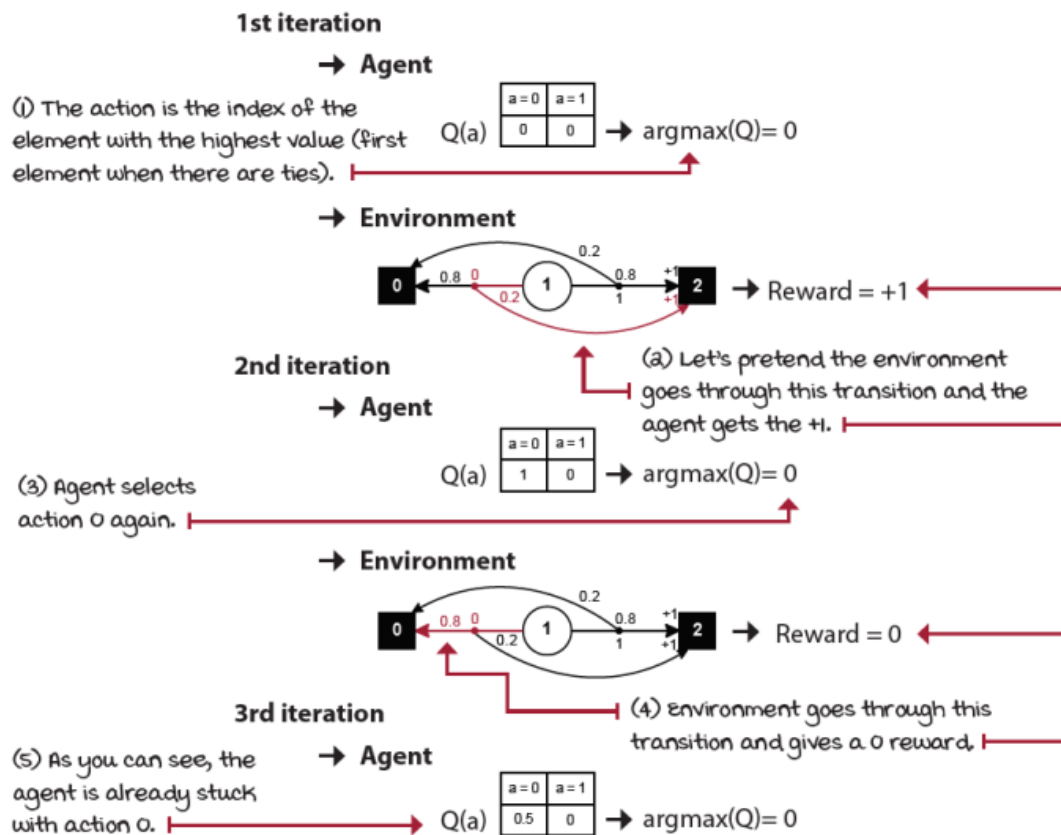 1st iteration
→ Agent
(1) The action is the index of the
element with the highest value (first
element when there are ties).
a = 0 a = 1
Q(a) 0 0 → argmax(Q)= 0
→ Environment
0.2
0 0.8 0 1 0.8 +1 2
0.2 1 +1
→ Reward = +1
(2) Let's pretend the environment
goes through this transition and the
agent gets the +1.
2nd iteration
→ Agent
a = 0 a = 1
Q(a) 1 0 → argmax(Q)= 0
(3) Agent selects
action 0 again.
→ Environment
0.2
0 0.8 0 1 0.8 +1 2
0.2 1 +1
→ Reward = 0
(4) Environment goes through this
transition and gives a 0 reward.
3rd iteration
→ Agent
(5) As you can see, the
agent is already stuck
with action 0.
a = 0 a = 1
Q(a) 0.5 0 → argmax(Q)= 0